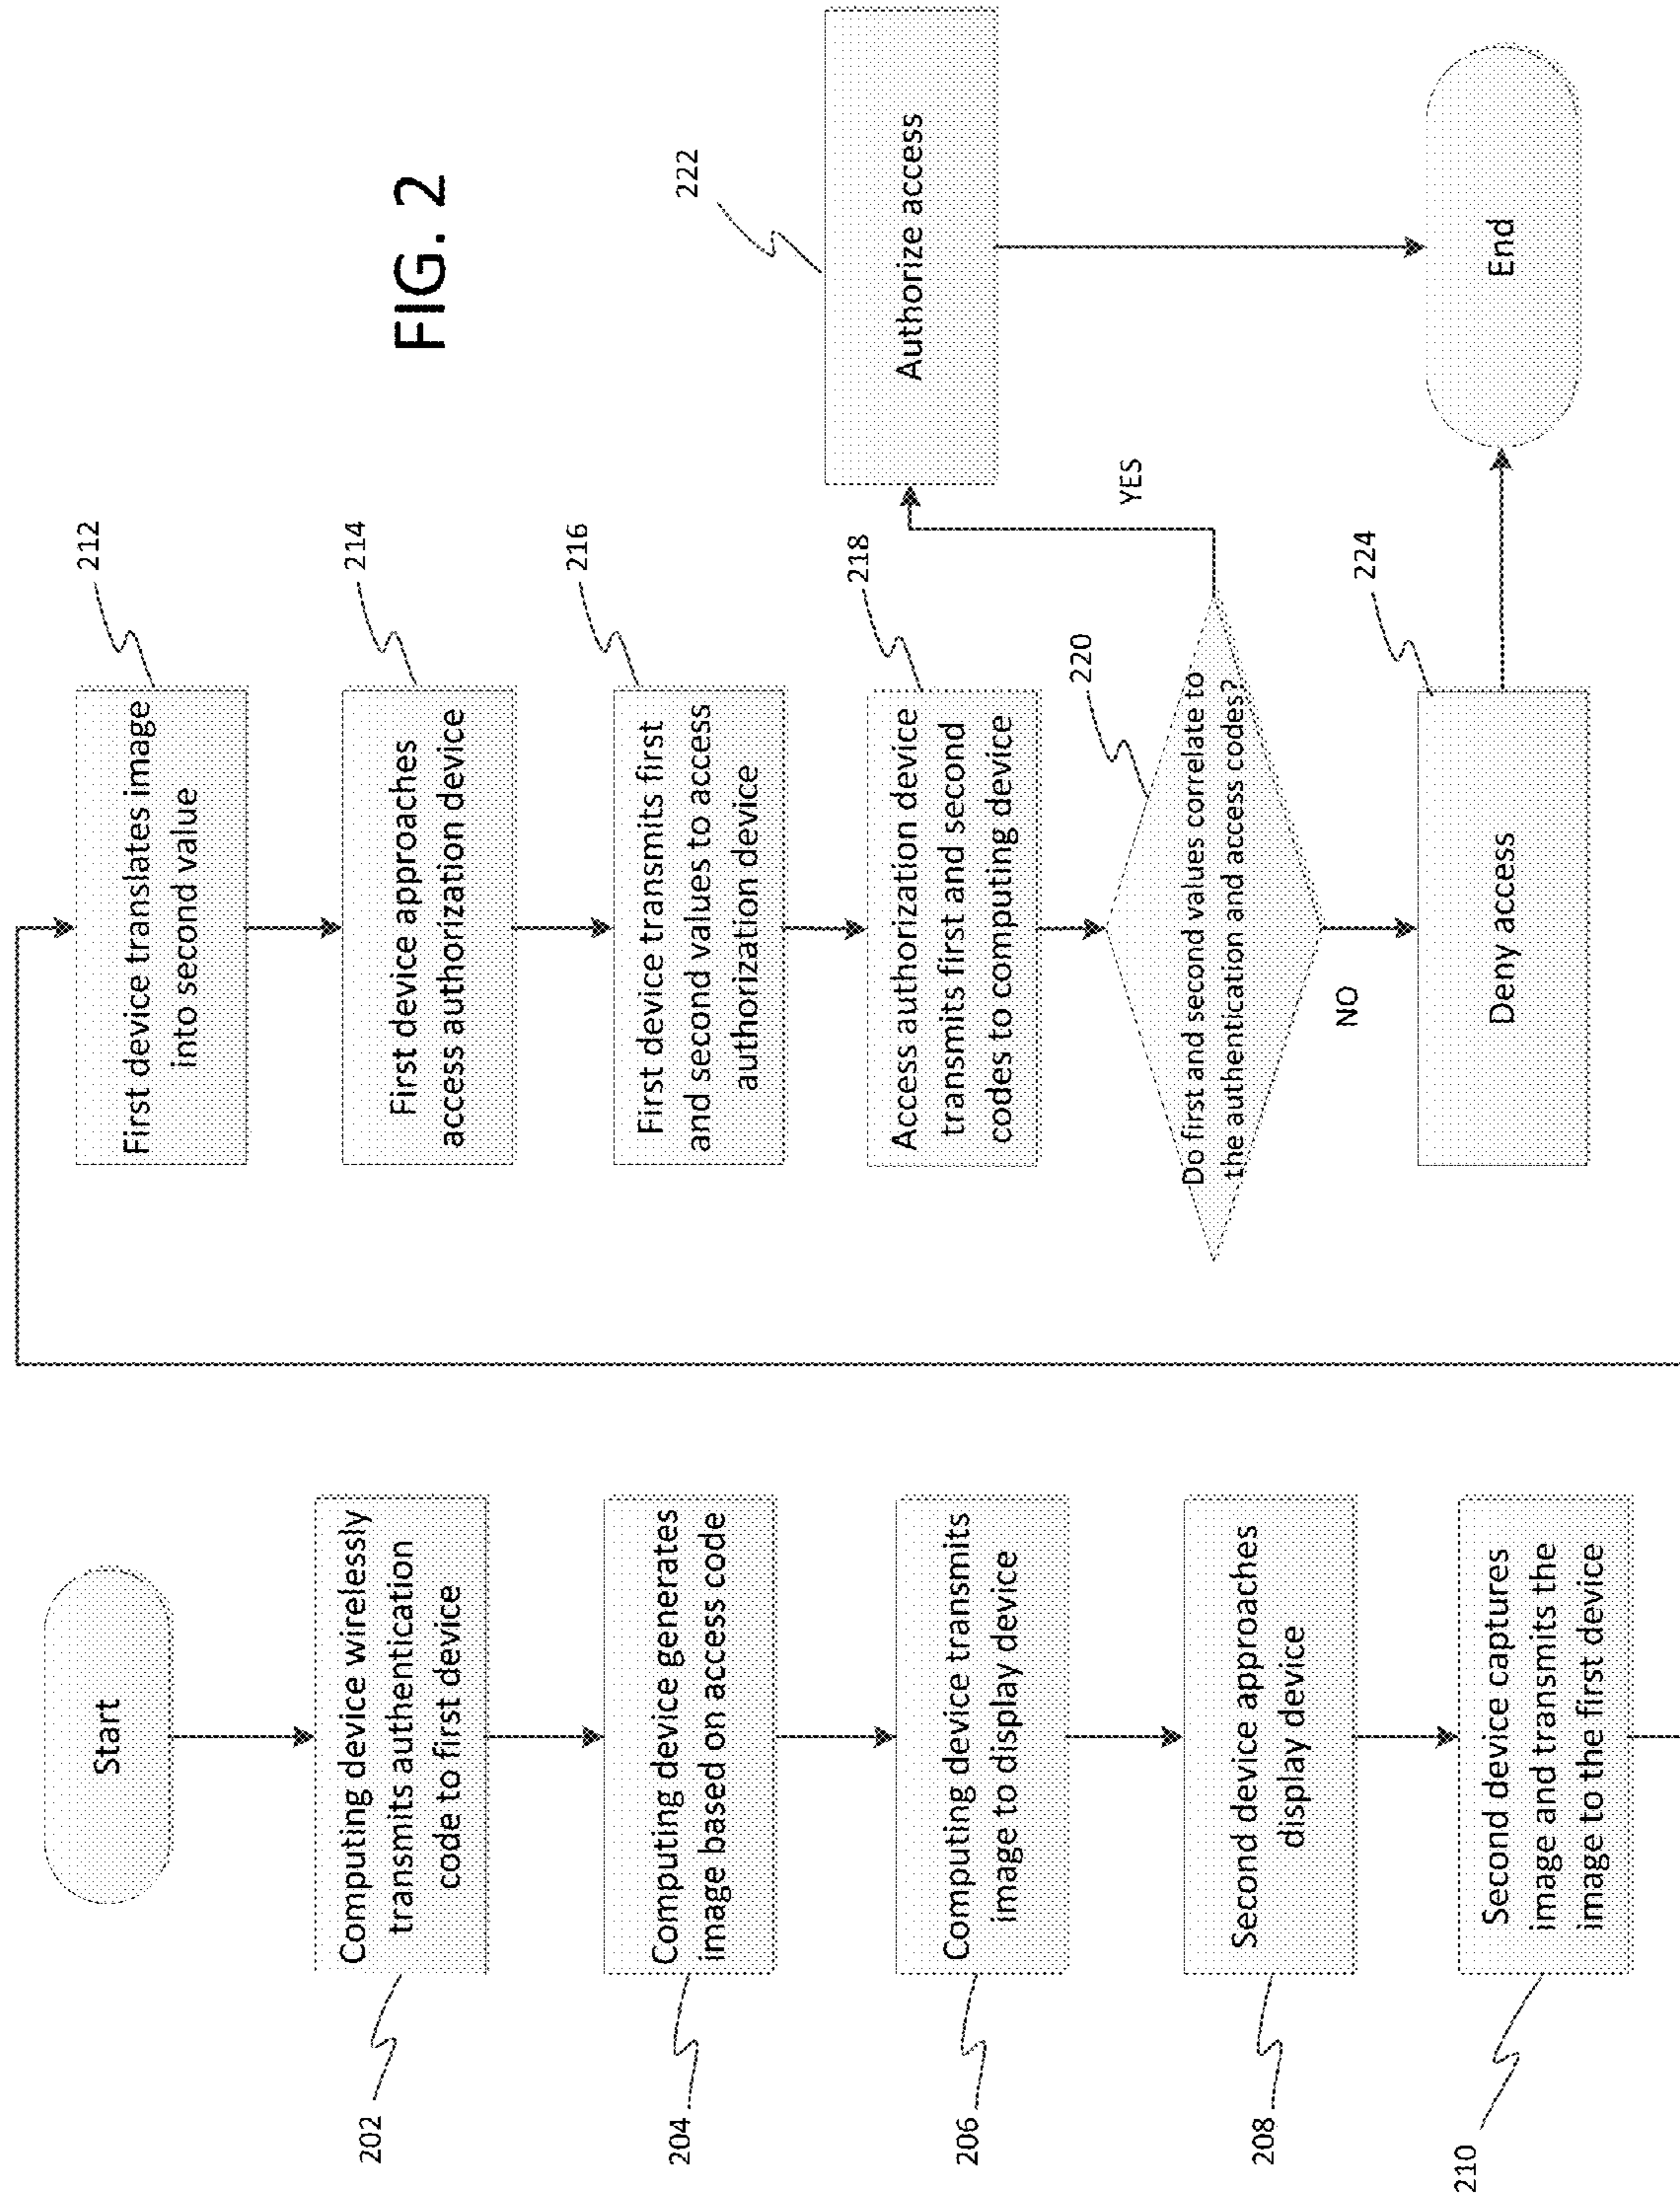 Start
Computing device wirelessly
transmits authentication
code to first device
202
Computing device generates
image based on access code
204
Computing device transmits
image to display device
206
Second device approaches
display device
208
Second device captures
image and transmits the
image to the first device
210
First device translates image
into second value
212
First device approaches
access authorization device
214
First device transmits first
and second values to access
authorization device
216
Access authorization device
transmits first and second
codes to computing device
218
Do first and second values correlate to
the authentication and access codes?
220
YES
NO
Authorize access
222
Deny access
224
End
FIG. 2